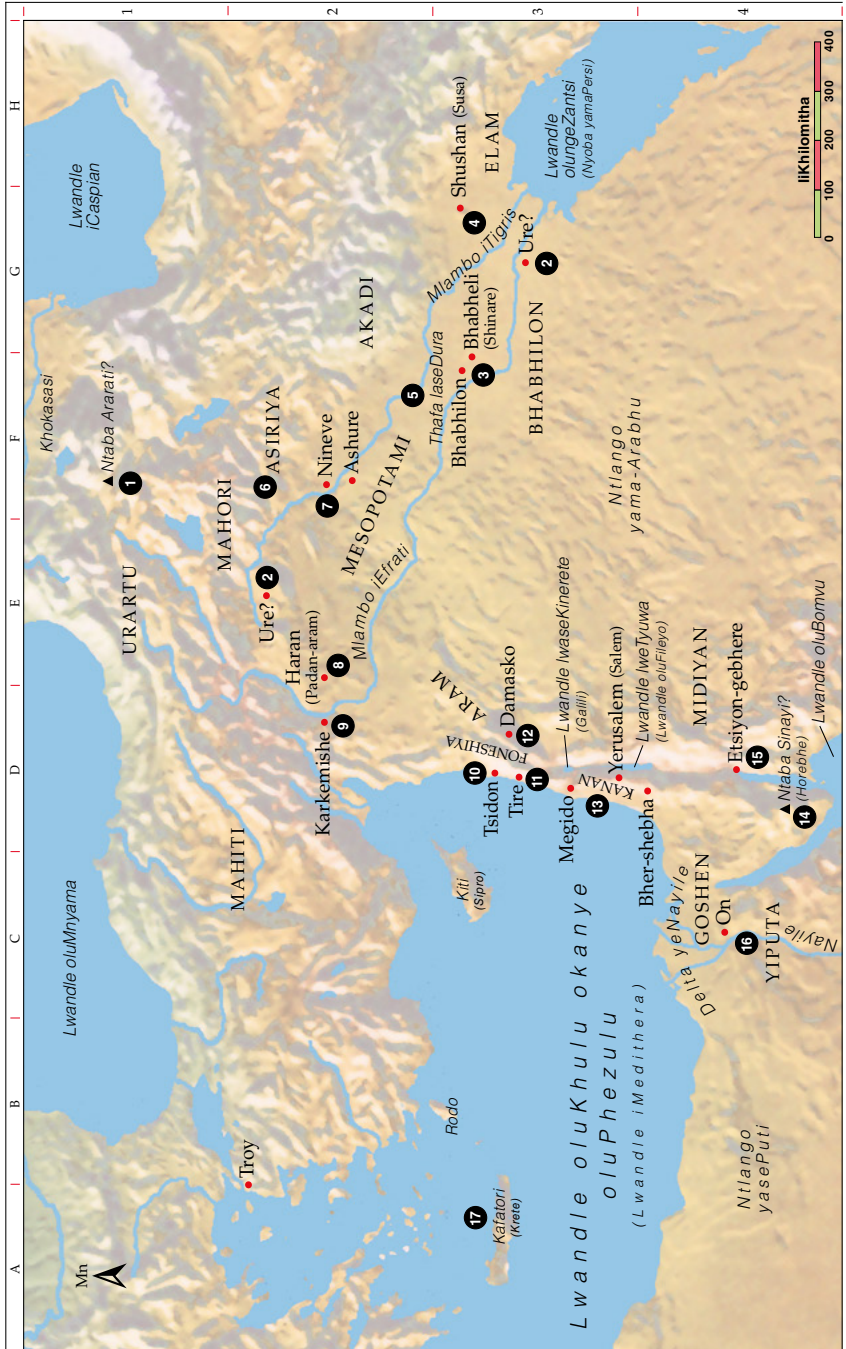 A
B
C
D
E
F
G
H
1
2
3
4
Mn
Lwandle oluMnyama
Khokasasi
Lwandle
iCaspian
Ntaba Ararati?
1
URARTU
Troy
MAHITI
MAHORI
6
ASIRIYA
AKADI
Ure?
2
Nineve
7
Ashure
Haran
(Padan-aram)
8
Karkemishe
9
MESOPOTAMI
Mlambo iEfrati
5
Thafa laseDura
Mlambo iTigris
Shushan (Susa)
4
ELAM
Bhabhilon
3
Bhabheli
(Shinare)
Ure?
2
BHABHILON
Lwandle
olungeZantsi
(Nyoba yamaPersi)
Rodo
17
Kafatori
(Krete)
Kiti
(Sipro)
10
Tsidon
Tire
11
FONESHIYA
ARAM
Damasko
12
Lwandle lwaseKinerete
(Galili)
Megido
13
KANAN
Yerusalem (Salem)
Lwandle lweTyuwa
(Lwandle oluFileyo)
Bher-shebha
Ntlango
yama-Arabhu
Lwandle oluKhulu okanye
oluPhezulu
(Lwandle iMedithera)
Delta yeNayile
GOSHEN
On
16
YIPUTA
Nayile
MIDIYAN
Etsiyon-gebhere
15
Ntaba Sinayi?
(Horebhe)
14
Lwandle oluBomvu
Ntlango
yasePuti
IiKhilomitha
0 100 200 300 400